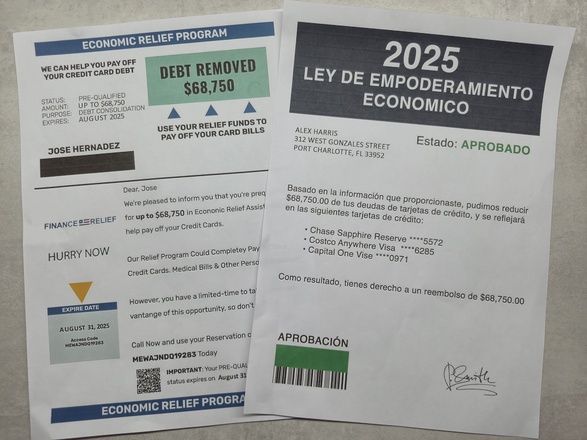 ECONOMIC RELIEF PROGRAM
WE CAN HELP YOU PAY OFF
YOUR CREDIT CARD DEBT
DEBT REMOVED
$68,750
STATUS: PRE-QUALIFIED
AMOUNT: UP TO $68,750
PURPOSE: DEBT CONSOLIDATION
EXPIRES: AUGUST 2025
USE YOUR RELIEF FUNDS TO
PAY OFF YOUR CARD BILLS
JOSE HERNADEZ
Dear, Jose
We're pleased to inform you that you're preq
for up to $68,750 in Economic Relief Assist
help pay off your Credit Cards.
FINANCE RELIEF
HURRY NOW
Our Relief Program Could Completey Pay
Credit Cards. Medical Bills & Other Perso
EXPIRE DATE
AUGUST 31, 2025
Access Code
MEWAJNDQ19283
However, you have a limited-time to ta
vantage of this opportunity, so don't
Call Now and use your Reservation
MEWAJNDQ19283 Today
IMPORTANT: Your PRE-QUAL
status expires on August 31
ECONOMIC RELIEF PROGRA
2025
LEY DE EMPODERAMIENTO
ECONOMICO
ALEX HARRIS
312 WEST GONZALES STREET
PORT CHARLOTTE, FL 33952
Estado: APROBADO
Basado en la información que proporcionaste, pudimos reducir
$68,750.00 de tus deudas de tarjetas de crédito, y se reflejará
en las siguientes tarjetas de crédito:
• Chase Sapphire Reserve ****5572
• Costco Anywhere Visa ****6285
• Capital One Vise ****0971
Como resultado, tienes derecho a un reembolso de $68,750.00
APROBACIÓN